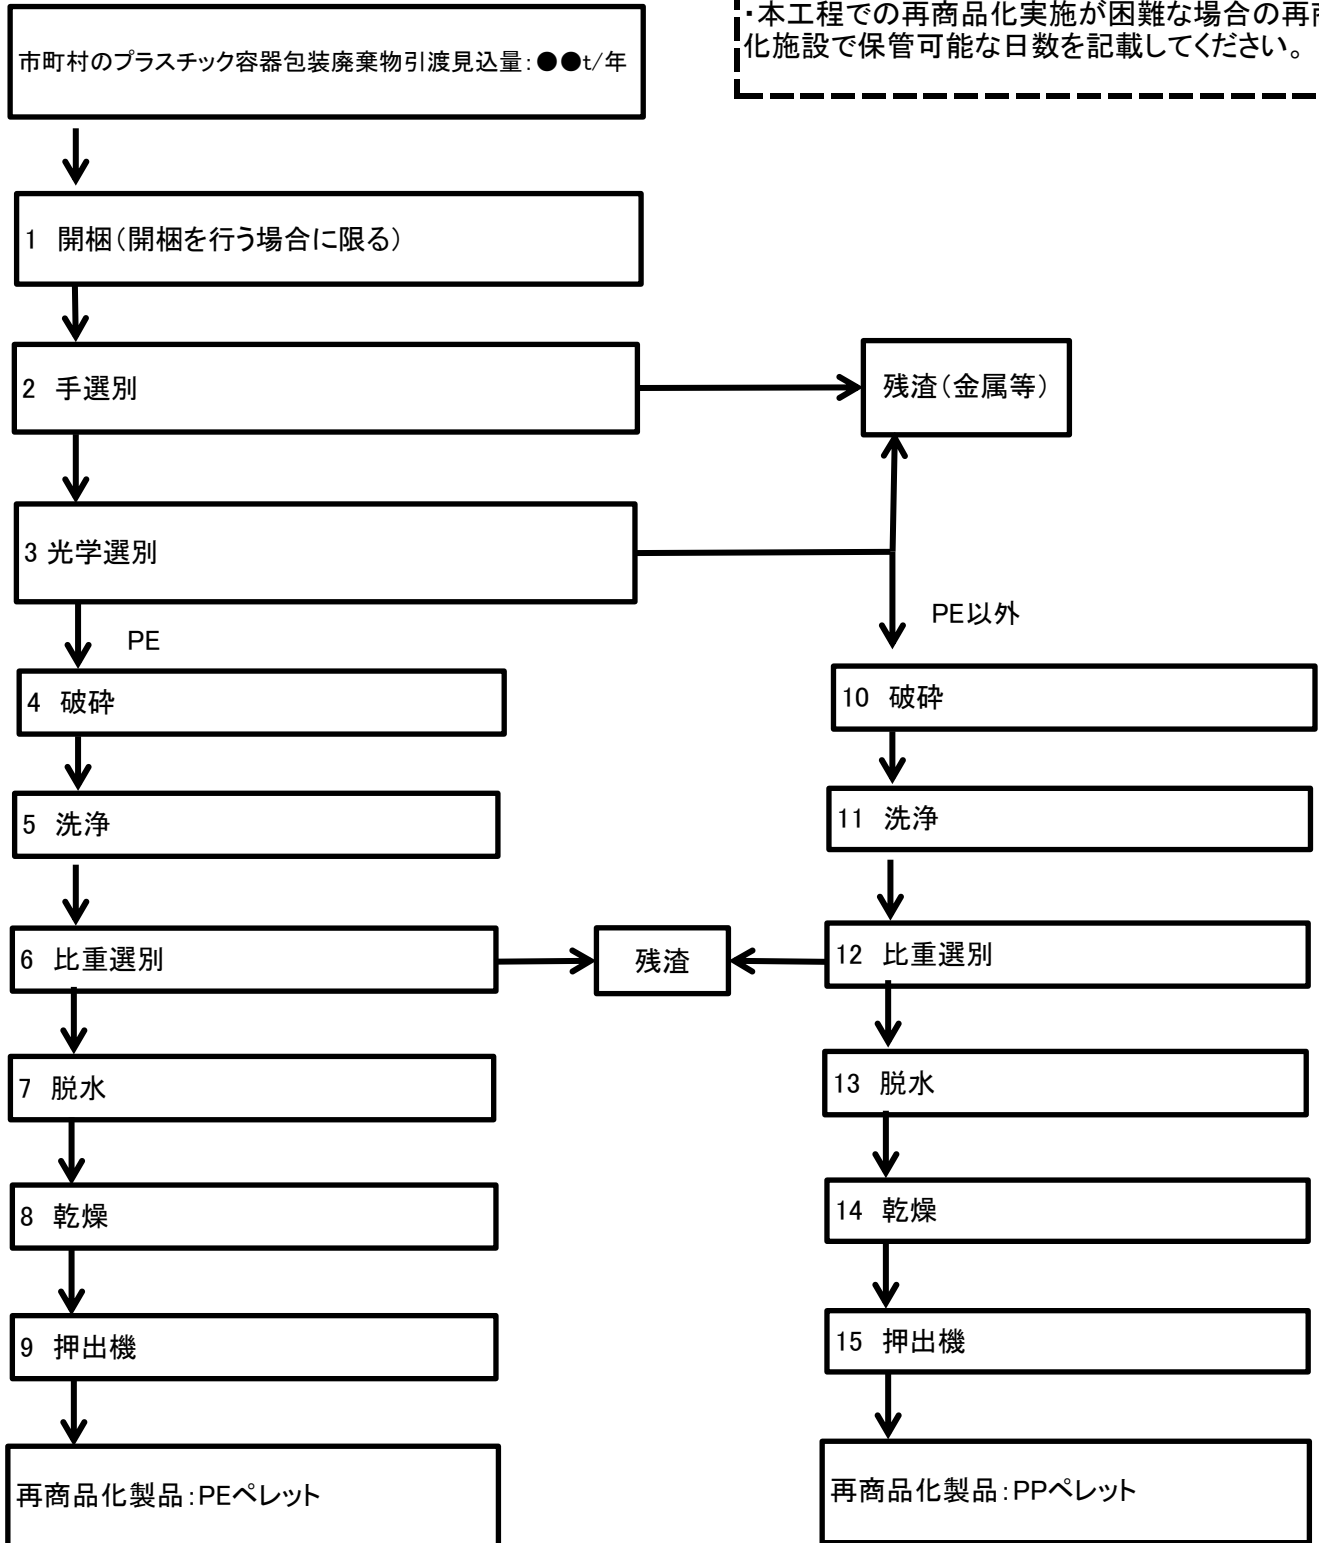 ・本工程での再商品化実施が困難な場合の再商
化施設で保管可能な日数を記載してください。
市町村のプラスチック容器包装廃棄物引渡見込量：●●t/年
1　開梱（開梱を行う場合に限る）
2　手選別
残渣（金属等）
3 光学選別
PE
PE以外
4　破砕
10　破砕
5　洗浄
11　洗浄
6　比重選別
残渣
12　比重選別
7　脱水
13　脱水
8　乾燥
14　乾燥
9　押出機
15　押出機
再商品化製品：PEペレット
再商品化製品：PPペレット